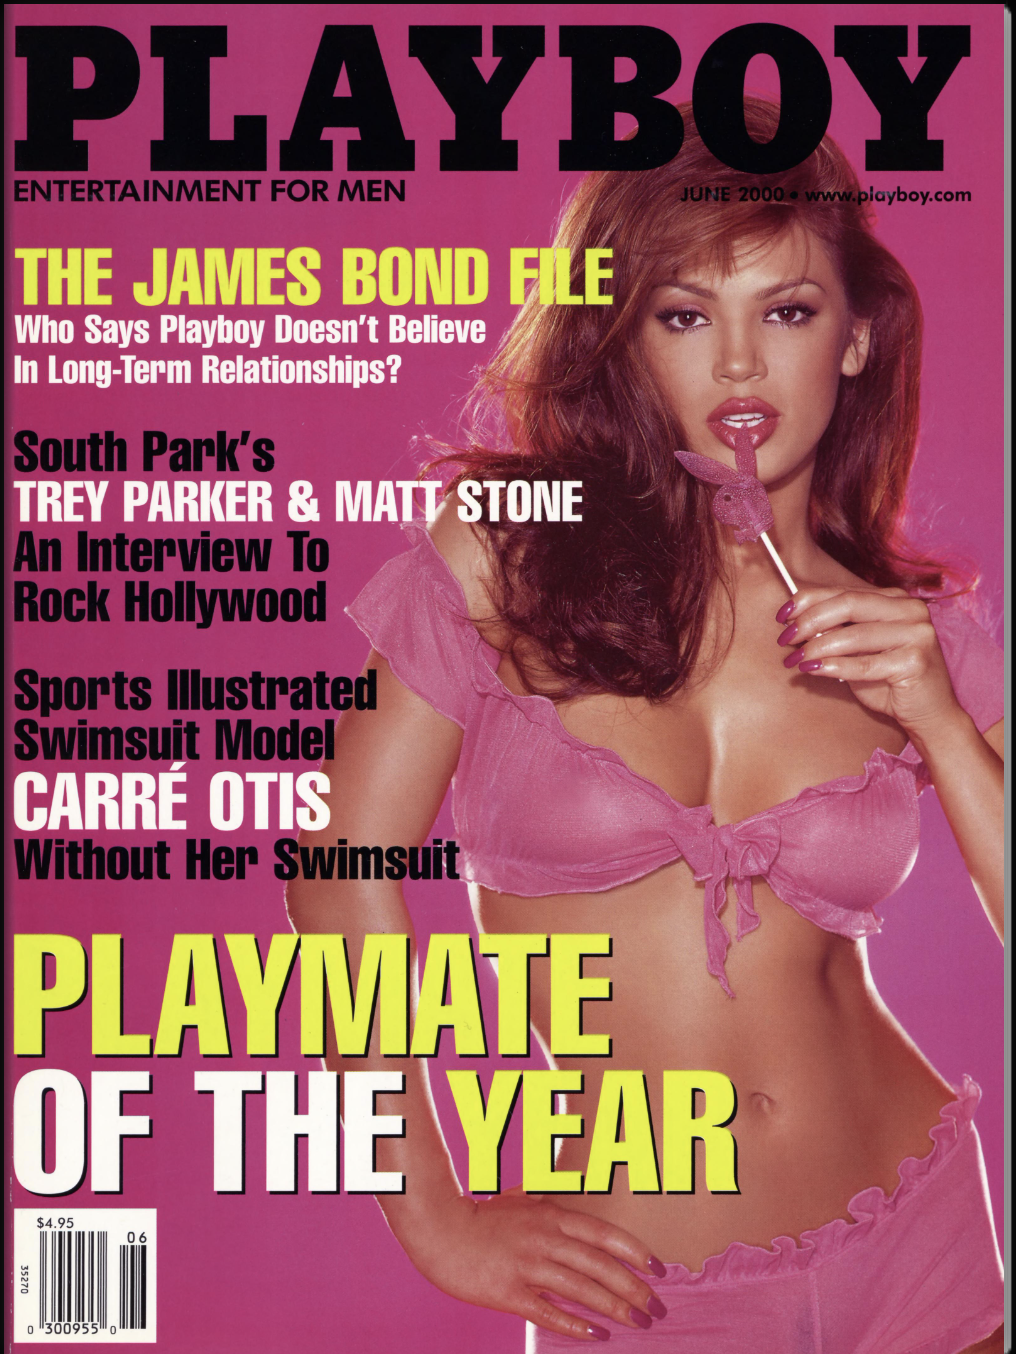 PLAYBOY
ENTERTAINMENT FOR MEN
JUNE 2000 • www.playboy.com
THE JAMES BOND FILE
Who Says Playboy Doesn't Believe
In Long-Term Relationships?
South Park's
TREY PARKER & MATT STONE
An Interview To
Rock Hollywood
Sports Illustrated
Swimsuit Model
CARRÉ OTIS
Without Her Swimsuit
PLAYMATE
OF THE YEAR
$4.95
06
35270
0 300955 0